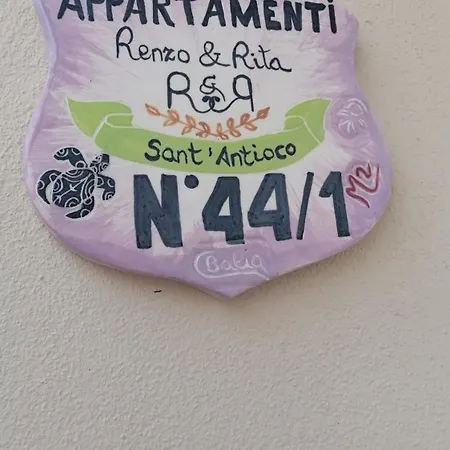 APPARTAMENTI
Renzo & Rita
R&R
Sant'Antioco
N°44/1